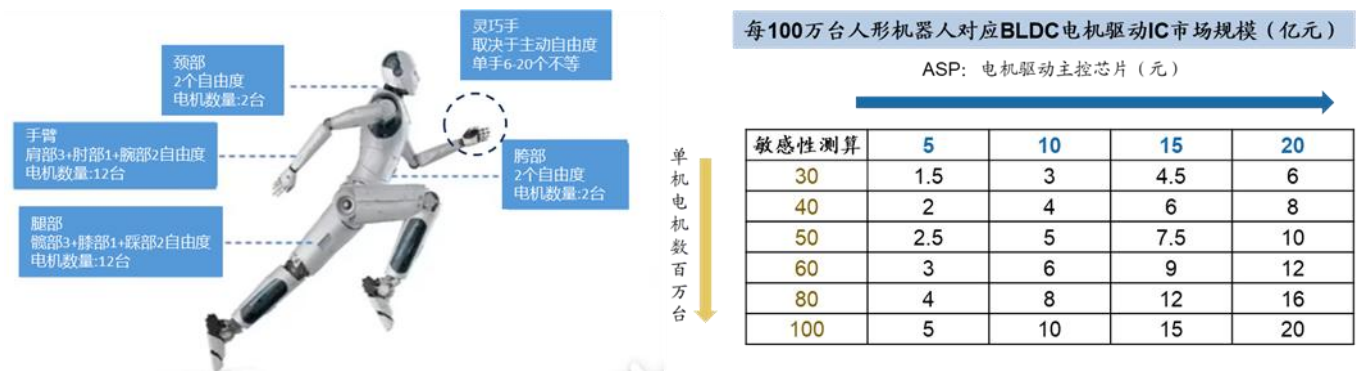 灵巧手
取决于主动自由度
单手6-20个不等
颈部
2个自由度
电机数量:2台
手臂
肩部3+肘部1+腕部2自由度
电机数量:12台
胯部
2个自由度
电机数量:2台
腿部
髋部3+膝部1+踩部2自由度
电机数量:12台
每100万台人形机器人对应BLDC电机驱动IC市场规模（亿元）
ASP：电机驱动主控芯片（元）
单机电机数百万台
敏感性测算 5 10 15 20
30 1.5 3 4.5 6
40 2 4 6 8
50 2.5 5 7.5 10
60 3 6 9 12
80 4 8 12 16
100 5 10 15 20